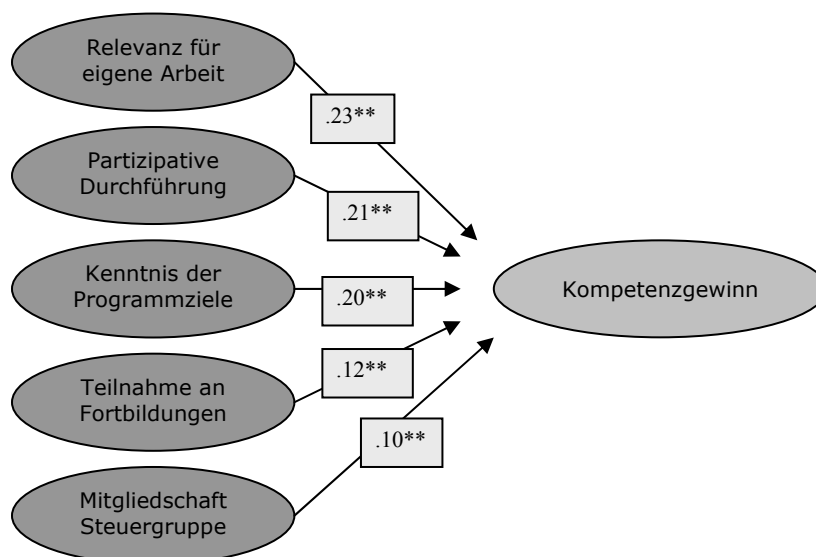 Relevanz für
eigene Arbeit
.23**
Partizipative
Durchführung
.21**
Kenntnis der
Programmziele
.20**
Kompetenzgewinn
Teilnahme an
Fortbildungen
.12**
.10**
Mitgliedschaft
Steuergruppe